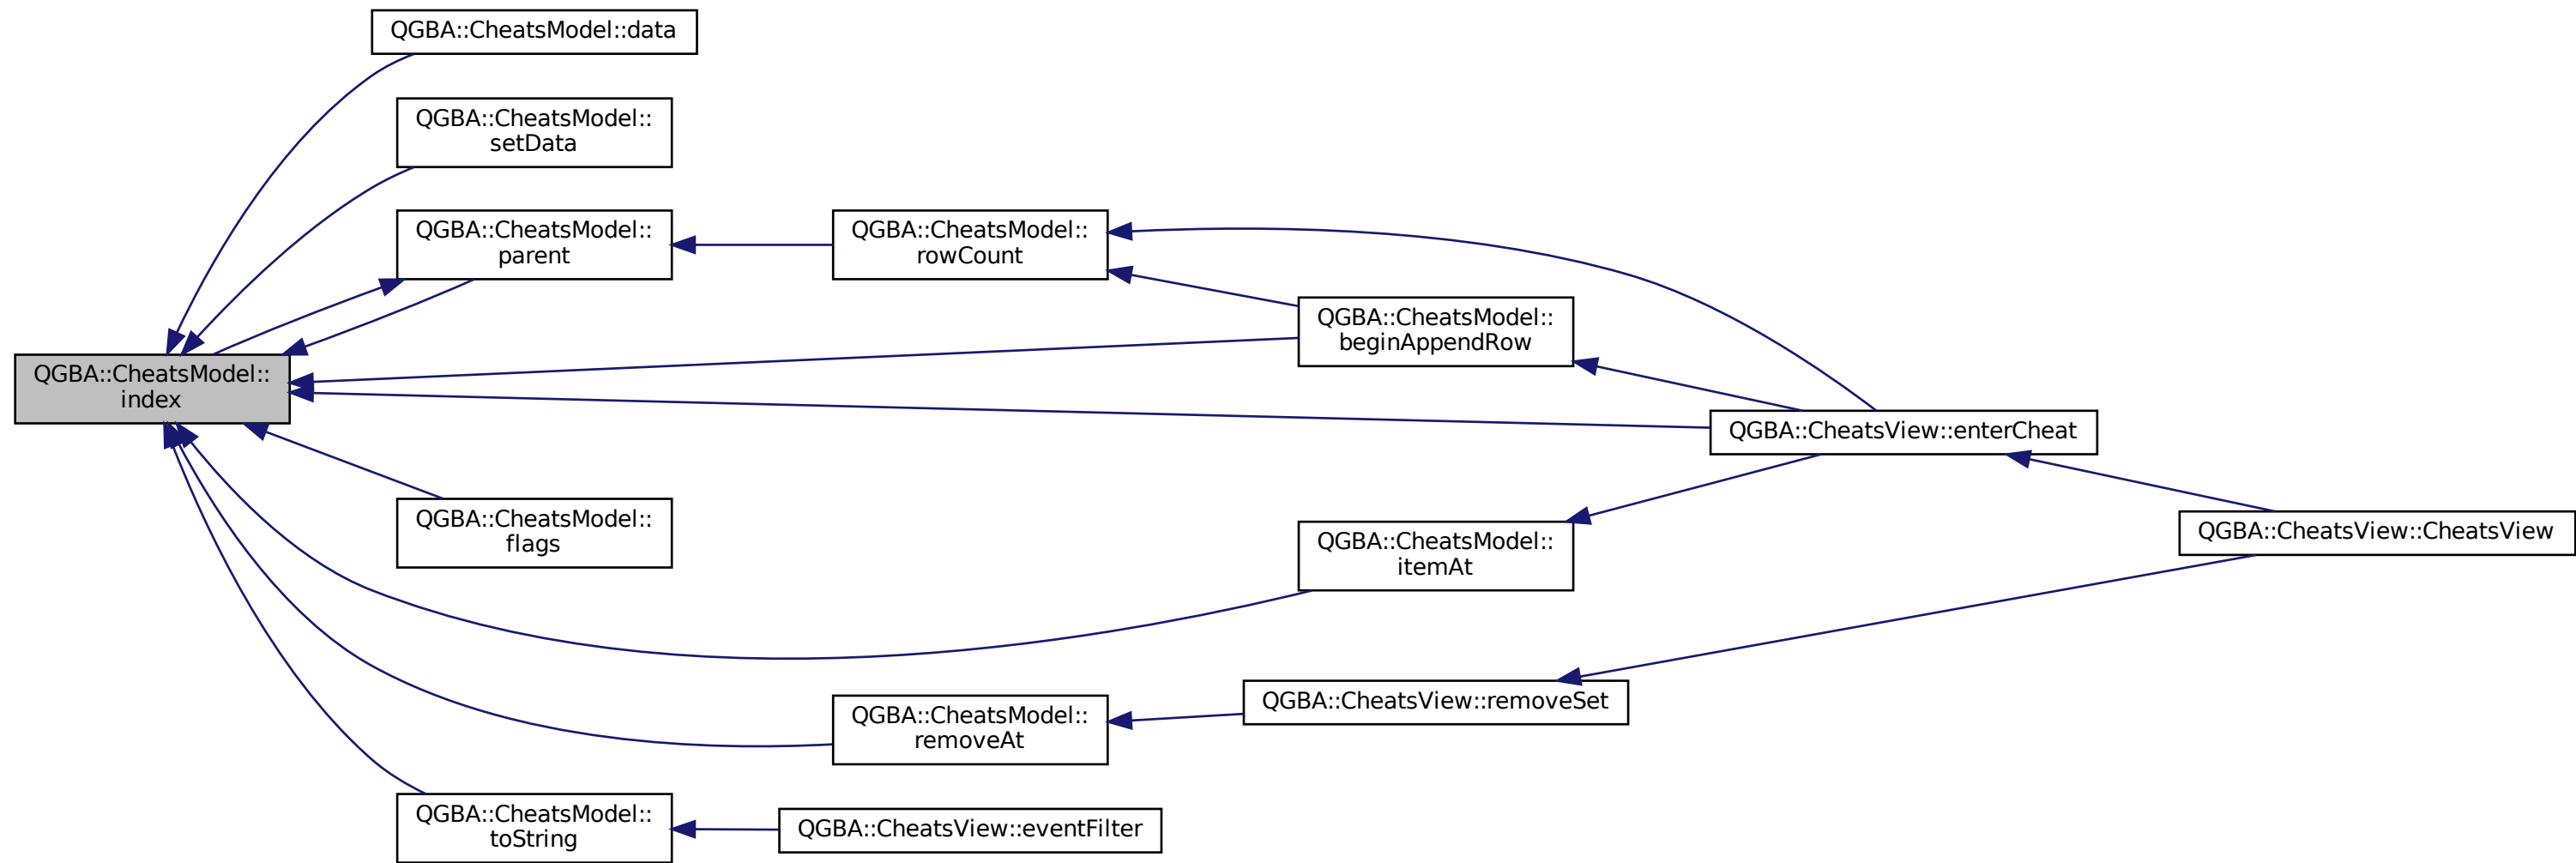 QGBA::CheatsModel::data
QGBA::CheatsModel::
setData
QGBA::CheatsModel::
parent
QGBA::CheatsModel::
rowCount
QGBA::CheatsModel::
beginAppendRow
QGBA::CheatsModel::
index
QGBA::CheatsView::enterCheat
QGBA::CheatsModel::
flags
QGBA::CheatsModel::
itemAt
QGBA::CheatsView::CheatsView
QGBA::CheatsModel::
removeAt
QGBA::CheatsView::removeSet
QGBA::CheatsModel::
toString
QGBA::CheatsView::eventFilter